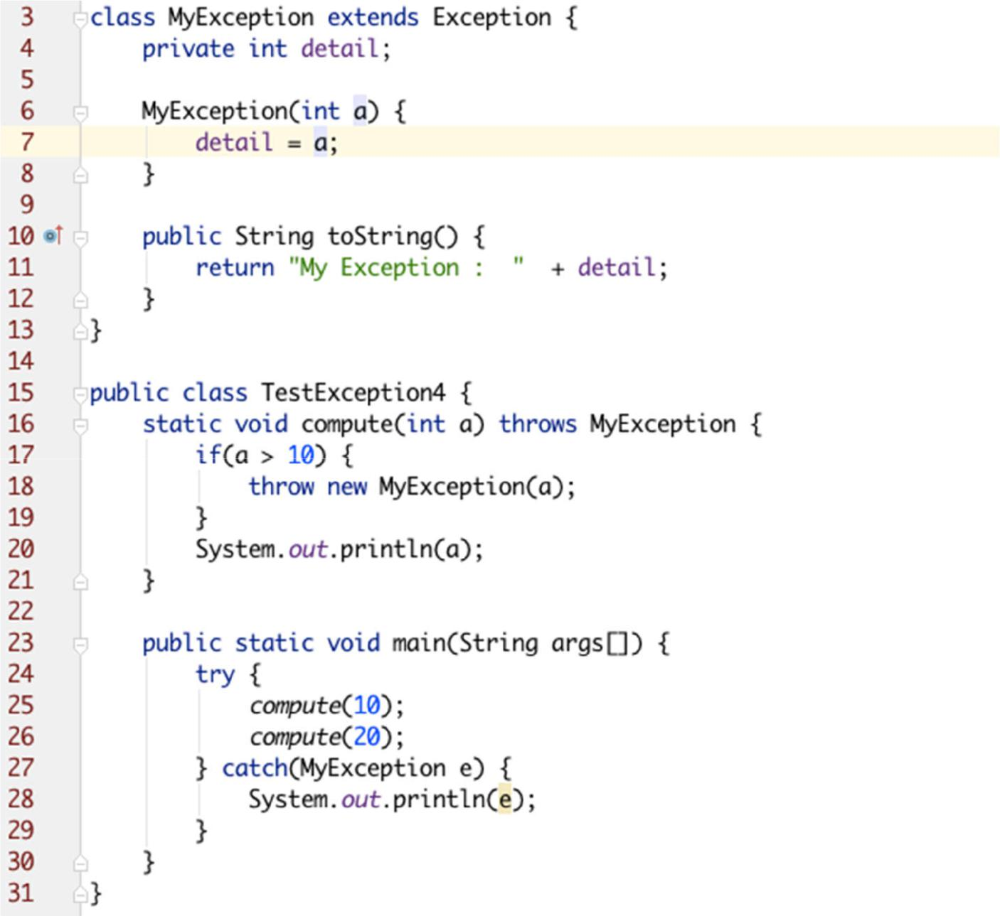 3 class MyException extends Exception {
4     private int detail;
5
6     MyException(int a) {
7         detail = a;
8     }
9
10     public String toString() {
11         return "My Exception :  "  + detail;
12     }
13 }
14
15 public class TestException4 {
16     static void compute(int a) throws MyException {
17         if(a > 10) {
18             throw new MyException(a);
19         }
20         System.out.println(a);
21     }
22
23     public static void main(String args[]) {
24         try {
25             compute(10);
26             compute(20);
27         } catch(MyException e) {
28             System.out.println(e);
29         }
30     }
31 }